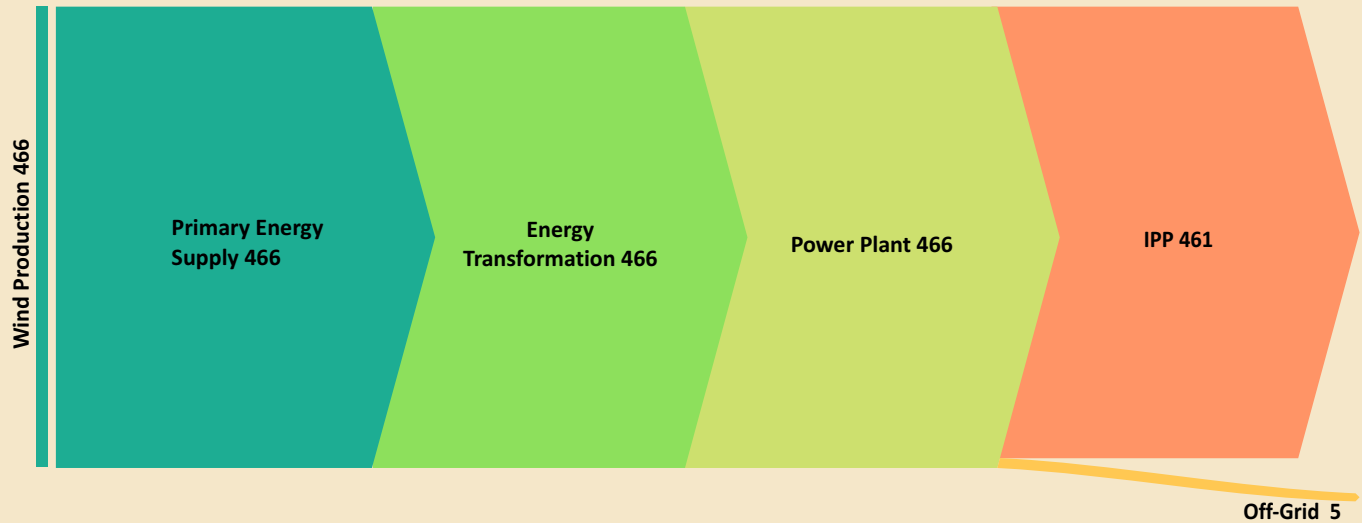 Wind Production 466
Primary Energy
Supply 466
Energy
Transformation 466
Power Plant 466
IPP 461
Off-Grid 5